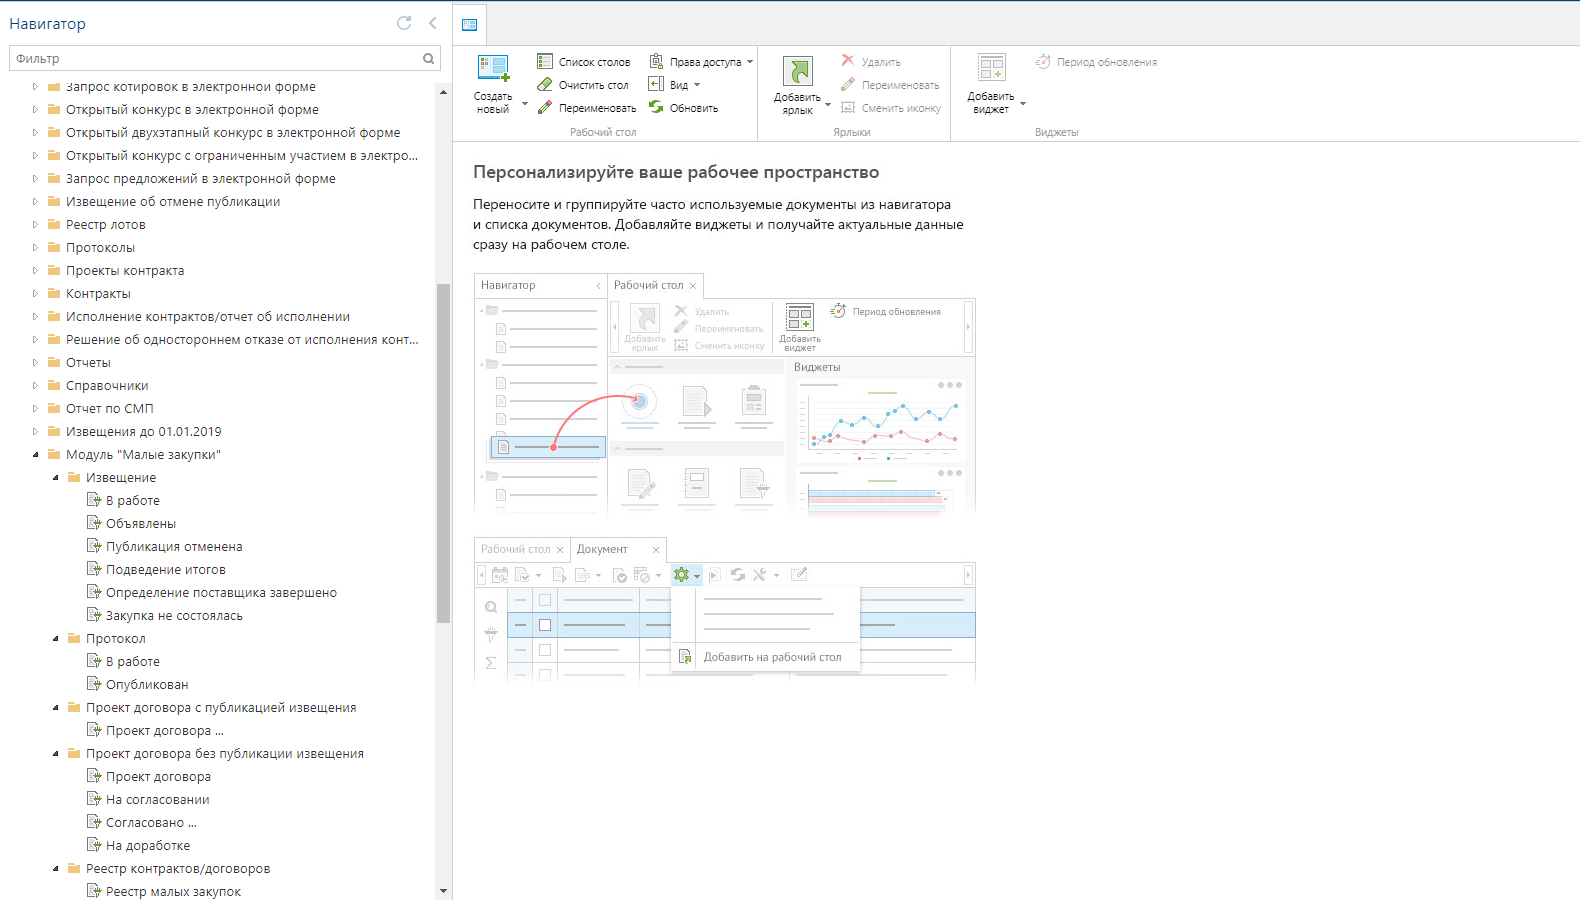 Навигатор
Фильтр
Запрос котировок в электронной форме
Открытый конкурс в электронной форме
Открытый двухэтапный конкурс в электронной форме
Открытый конкурс с ограниченным участием в электро...
Запрос предложений в электронной форме
Извещение об отмене публикации
Реестр лотов
Протоколы
Проекты контракта
Контракты
Исполнение контрактов/отчет об исполнении
Решение об одностороннем отказе от исполнения конт...
Отчеты
Справочники
Отчет по СМП
Извещения до 01.01.2019
Модуль "Малые закупки"
Извещение
В работе
Объявлены
Публикация отменена
Подведение итогов
Определение поставщика завершено
Закупка не состоялась
Протокол
В работе
Опубликован
Проект договора с публикацией извещения
Проект договора ...
Проект договора без публикации извещения
Проект договора
На согласовании
Согласовано ...
На доработке
Реестр контрактов/договоров
Реестр малых закупок
Создать
новый
Список столов
Очистить стол
Переименовать
Права доступа
Вид
Обновить
Рабочий стол
Добавить
ярлык
Удалить
Переименовать
Сменить иконку
Ярлыки
Добавить
виджет
Период обновления
Виджеты
Персонализируйте ваше рабочее пространство
Переносите и группируйте часто используемые документы из навигатора
и списка документов. Добавляйте виджеты и получайте актуальные данные
сразу на рабочем столе.
Навигатор
Рабочий стол
Добавить
ярлык
Удалить
Переименовать
Сменить иконку
Добавить
виджет
Период обновления
Виджеты
Рабочий стол
Документ
Добавить на рабочий стол